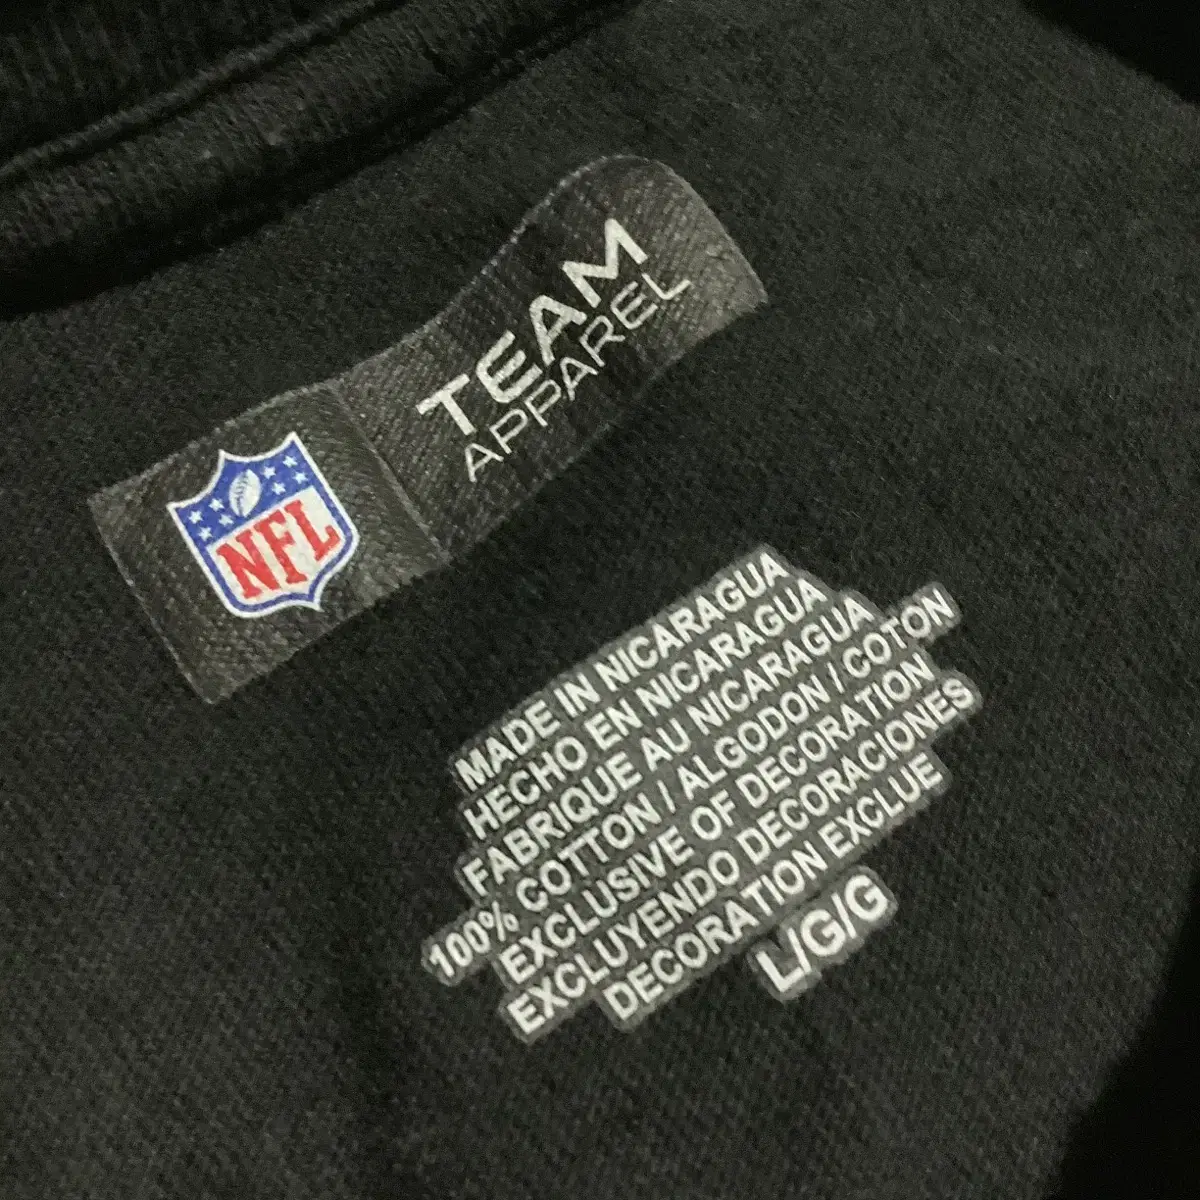 TEAM
APPAREL
NFL
MADE IN NICARAGUA
HECHO EN NICARAGUA
FABRIQUE AU NICARAGUA
100% COTTON / ALGODON / COTON
EXCLUSIVE OF DECORATION
EXCLUYENDO DECORACIONES
DECORATION EXCLUE
L/G/G